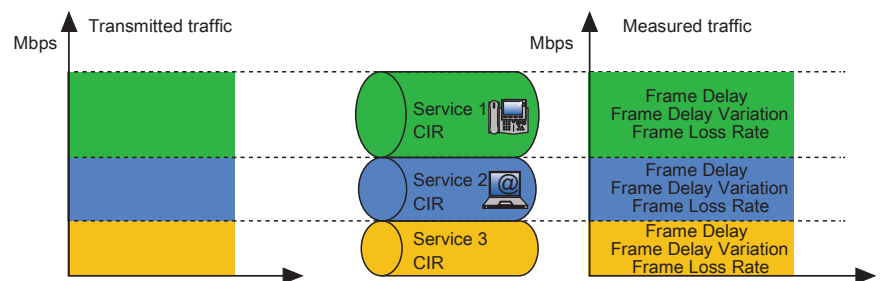 Mbps
Transmitted traffic
Mbps
Measured traffic
Service 1
CIR
Frame Delay
Frame Delay Variation
Frame Loss Rate
Service 2
CIR
@
Frame Delay
Frame Delay Variation
Frame Loss Rate
Service 3
CIR
Frame Delay
Frame Delay Variation
Frame Loss Rate